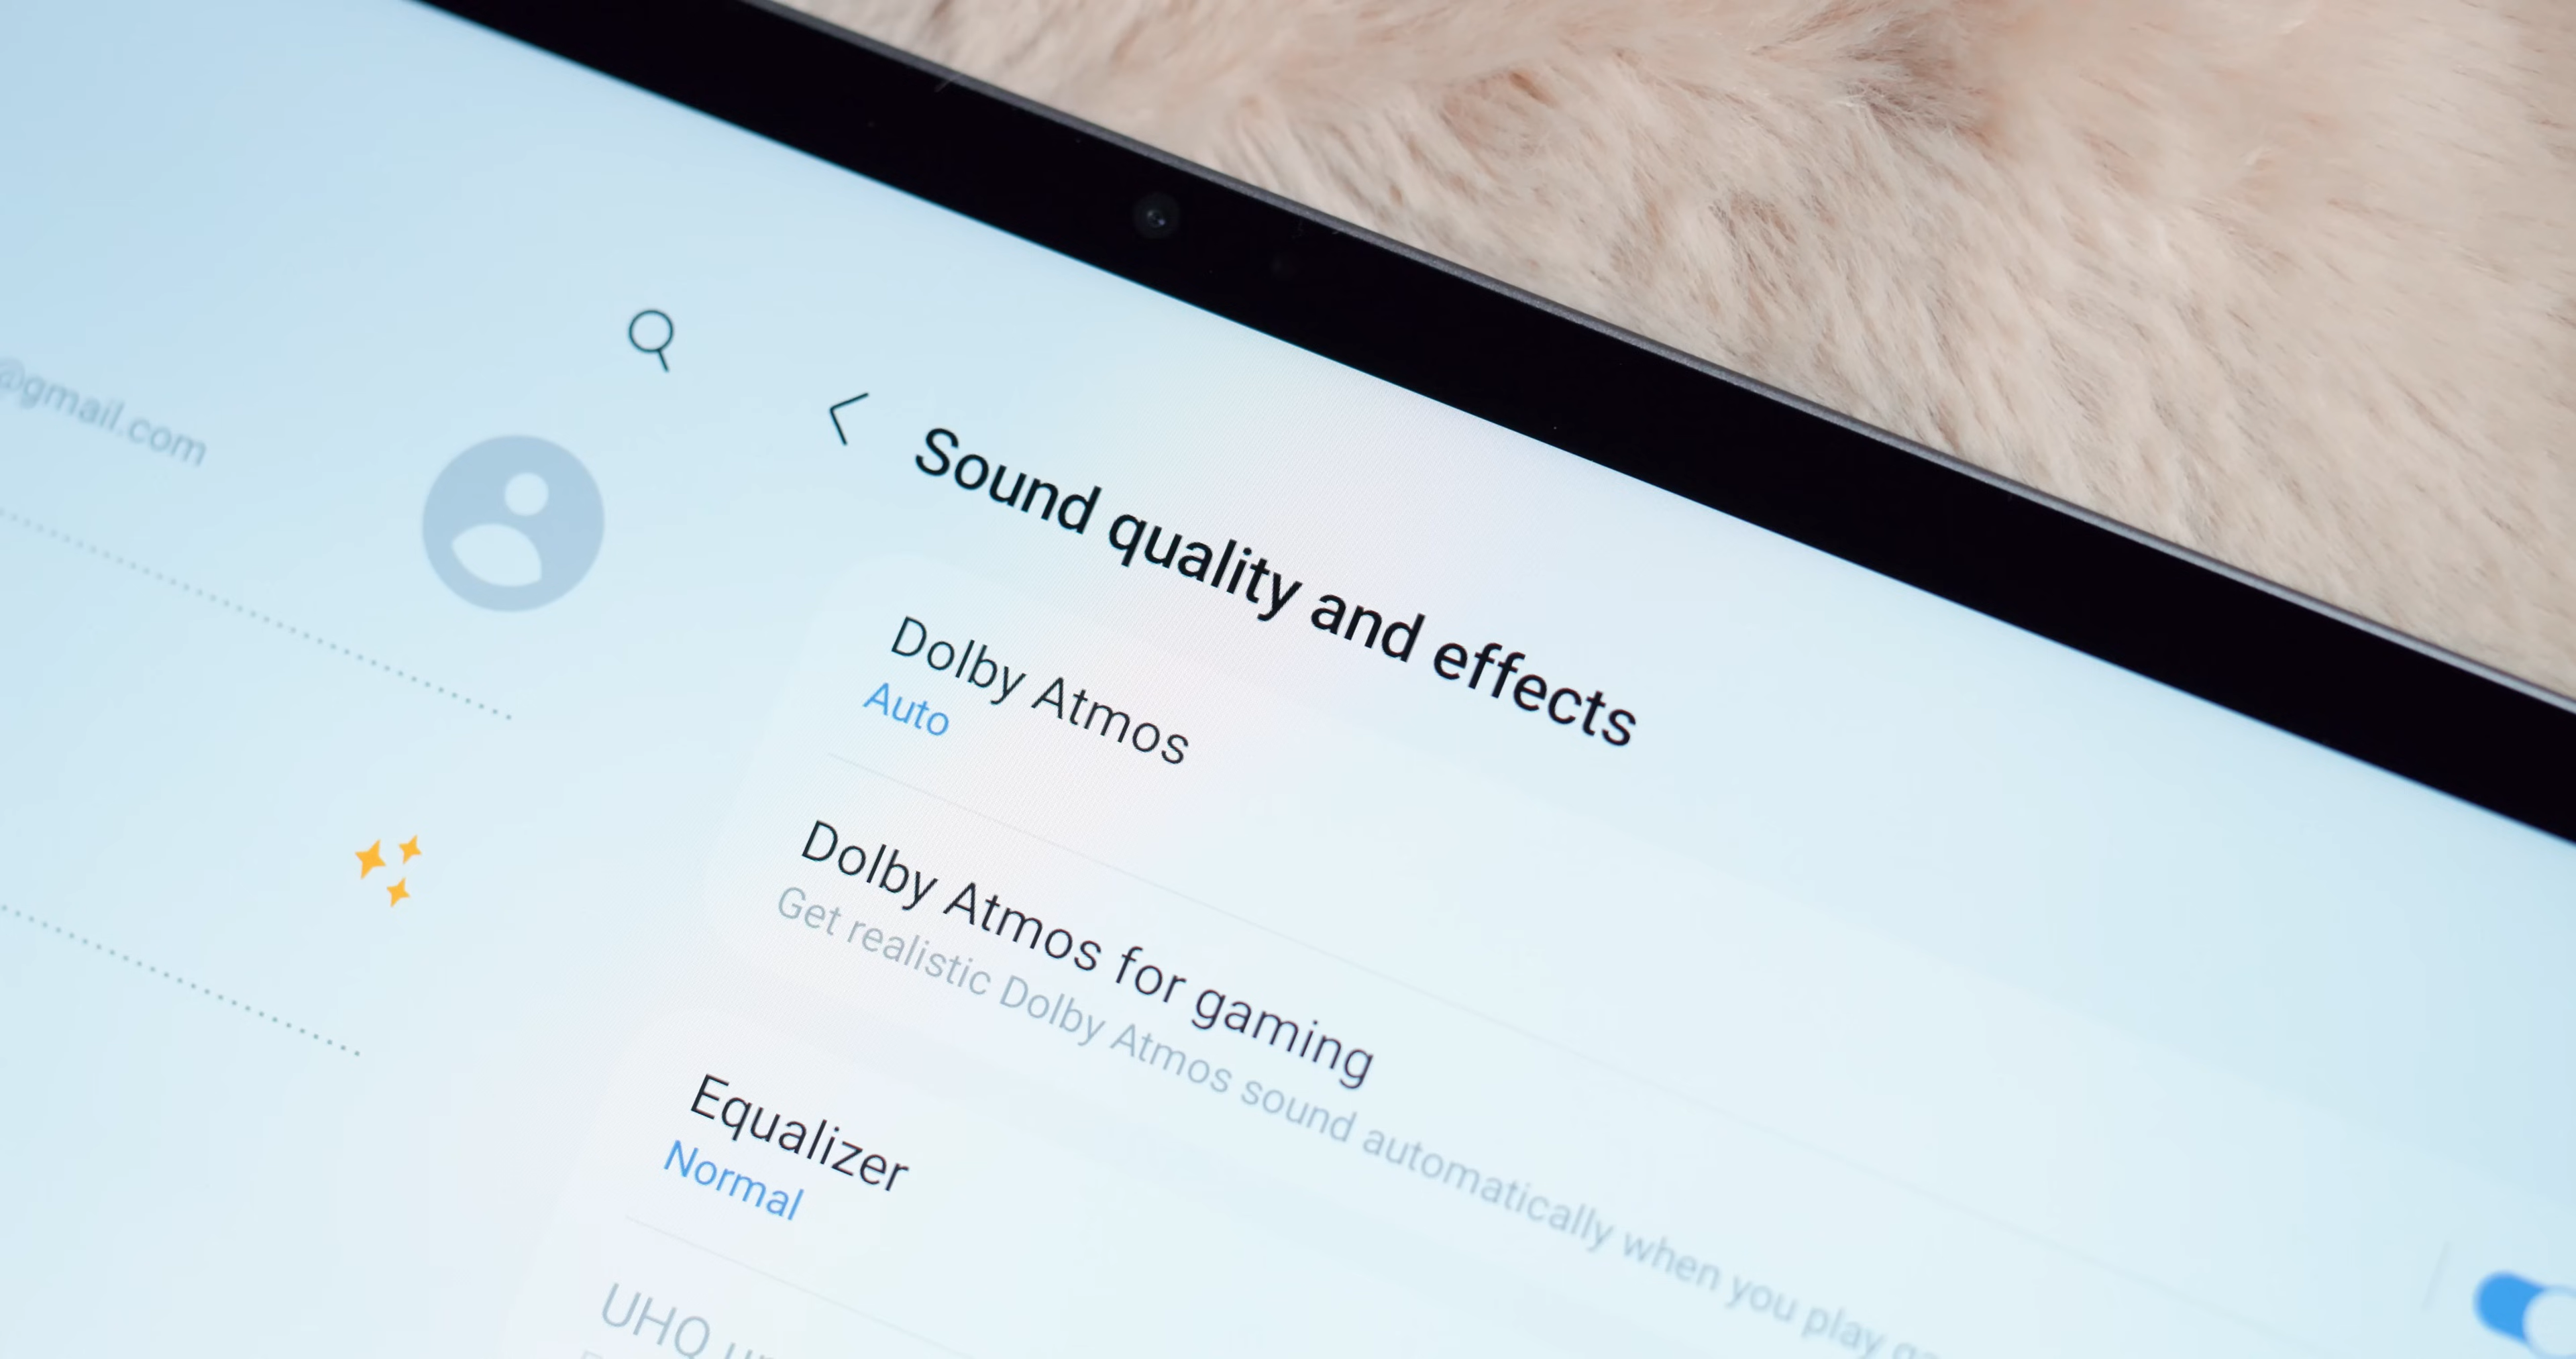 @gmail.com
Sound quality and effects
Dolby Atmos
Auto
Dolby Atmos for gaming
Get realistic Dolby Atmos sound automatically when you play
Equalizer
Normal
UHQ